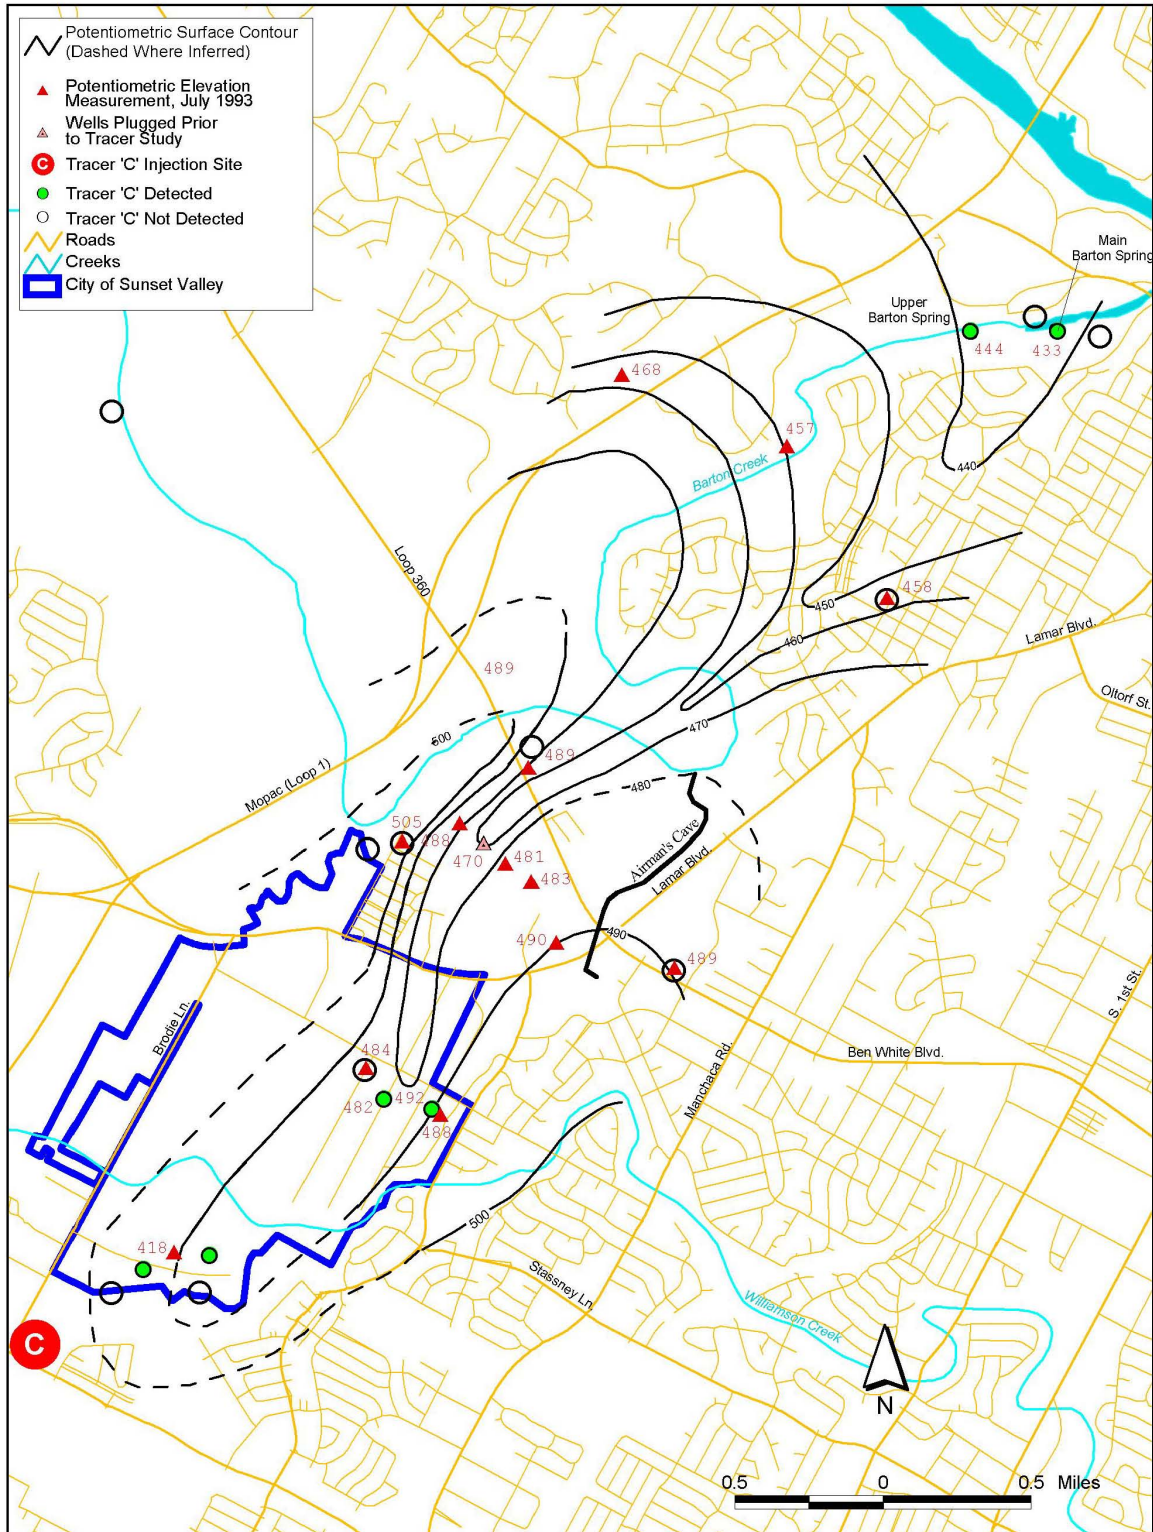 Potentiometric Surface Contour
(Dashed Where Inferred)
Potentiometric Elevation
Measurement, July 1993
Wells Plugged Prior
to Tracer Study
C Tracer 'C' Injection Site
Tracer 'C' Detected
Tracer 'C' Not Detected
Roads
Creeks
City of Sunset Valley
Main
Barton Spring
Upper
Barton Spring
444
433
468
457
440
Barton Creek
Loop 360
458
450
460
Lamar Blvd.
489
Oltorf St.
470
500
489
480
Mopac (Loop 1)
505
488
470
481
483
Airman's Cave
Lamar Blvd.
490
490
489
Brodie Ln.
S. 1st St.
484
Ben White Blvd.
Manchaca Rd.
482
492
488
500
418
Stassney Ln.
Williamson Creek
C
N
0.5
0
0.5 Miles